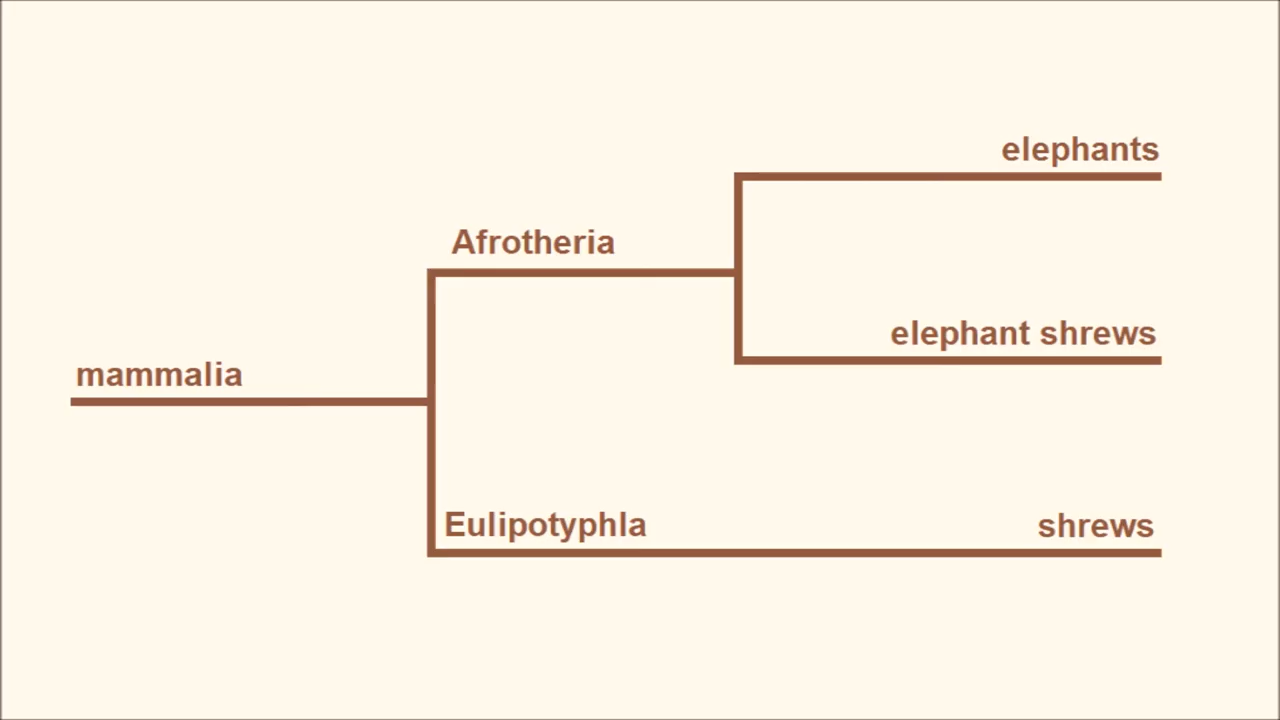 elephants
Afrotheria
elephant shrews
mammalia
Eulipotyphla
shrews